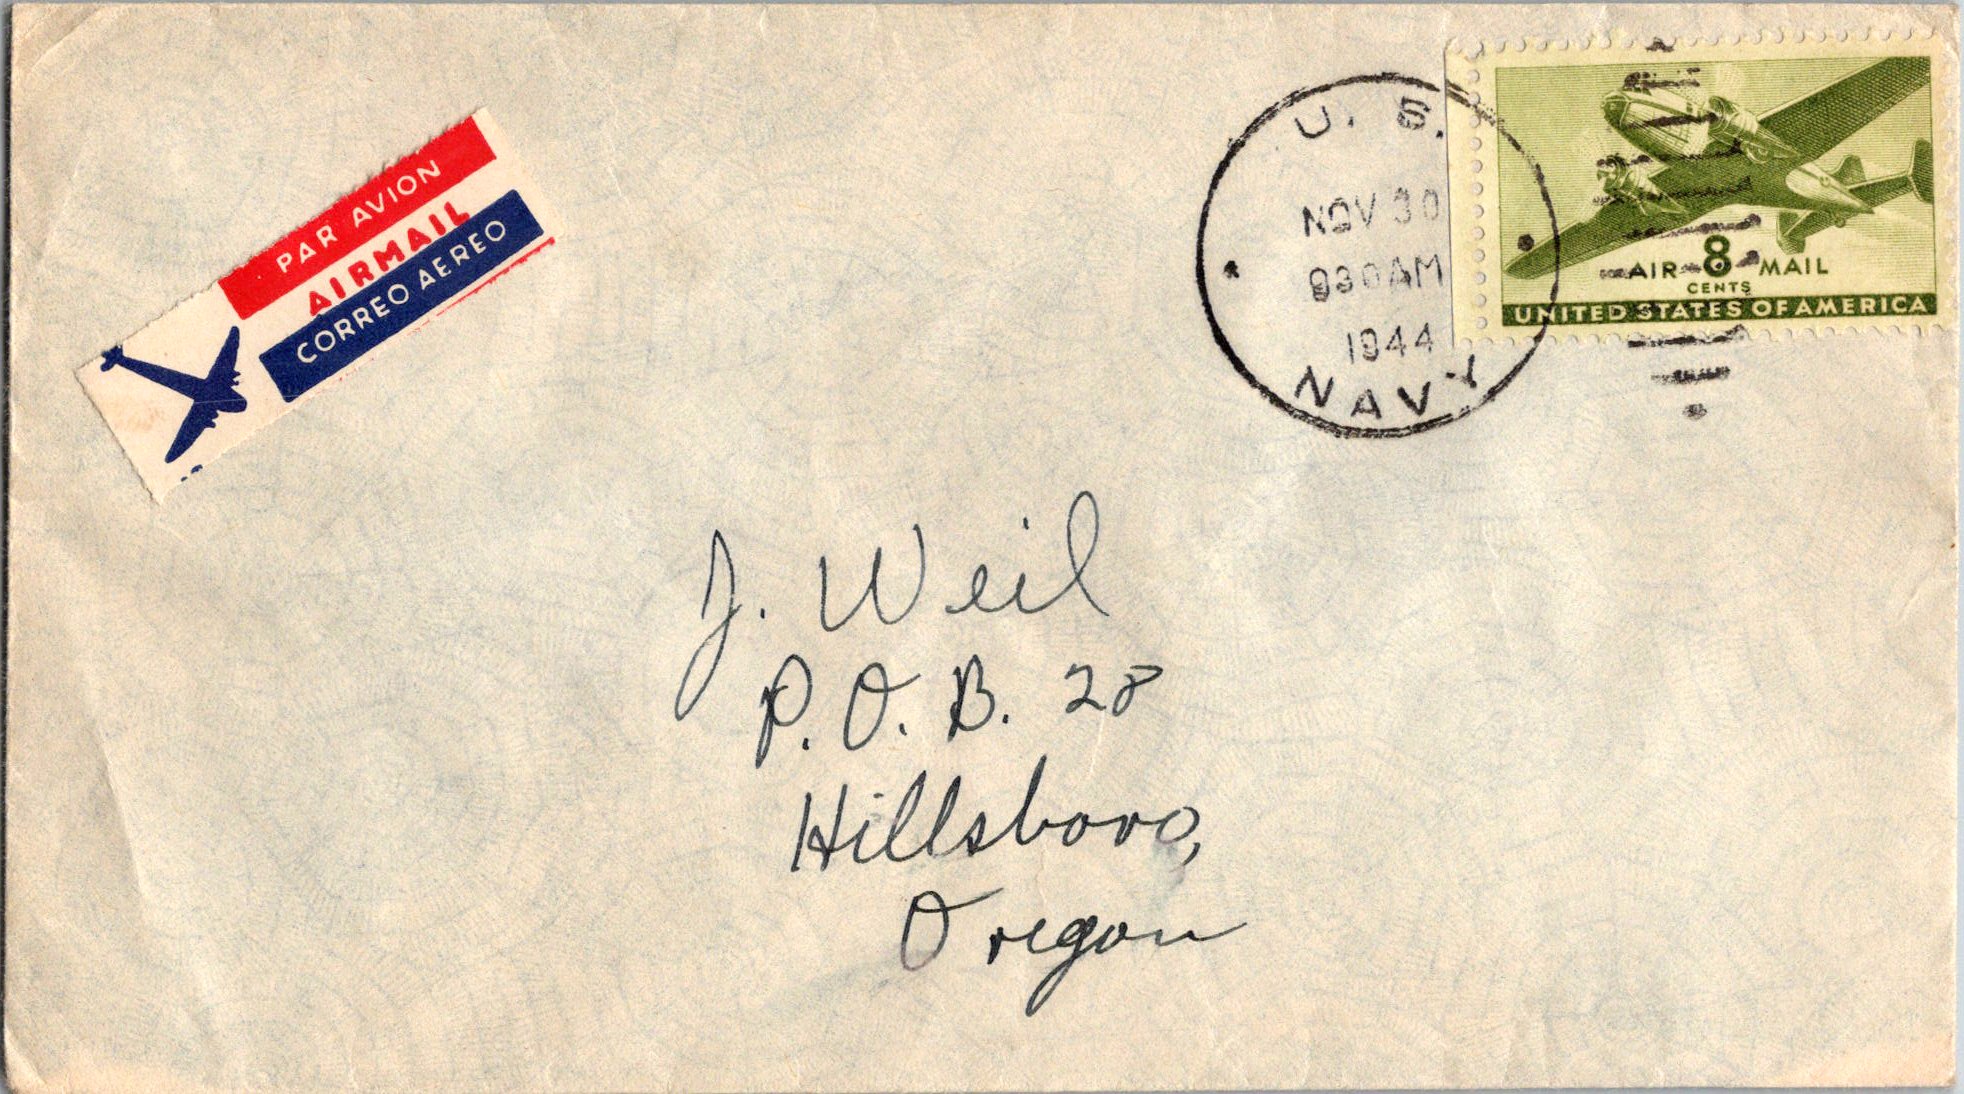 PAR AVION
AIRMAIL
CORREO AEREO
U. S.
NOV 30
930AM
1944
NAVY
AIR 8 MAIL
CENTS
UNITED STATES OF AMERICA
J. Weil
P.O. B. 28
Hillsboro,
Oregon